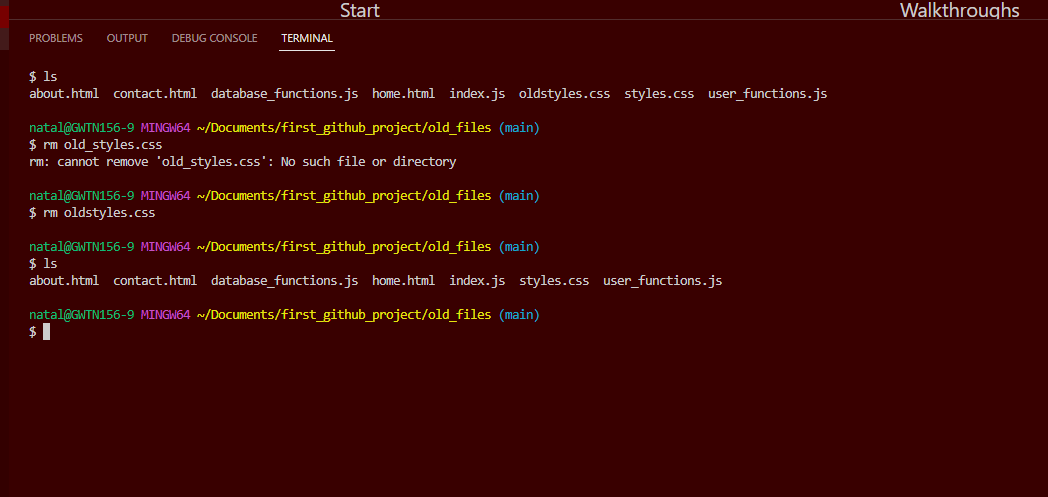 Start Walkthroughs
PROBLEMS OUTPUT DEBUG CONSOLE TERMINAL
$ ls
about.html contact.html database_functions.js home.html index.js oldstyles.css styles.css user_functions.js
natal@GWTN156-9 MINGW64 ~/Documents/first_github_project/old_files (main)
$ rm old_styles.css
rm: cannot remove 'old_styles.css': No such file or directory
natal@GWTN156-9 MINGW64 ~/Documents/first_github_project/old_files (main)
$ rm oldstyles.css
natal@GWTN156-9 MINGW64 ~/Documents/first_github_project/old_files (main)
$ ls
about.html contact.html database_functions.js home.html index.js styles.css user_functions.js
natal@GWTN156-9 MINGW64 ~/Documents/first_github_project/old_files (main)
$